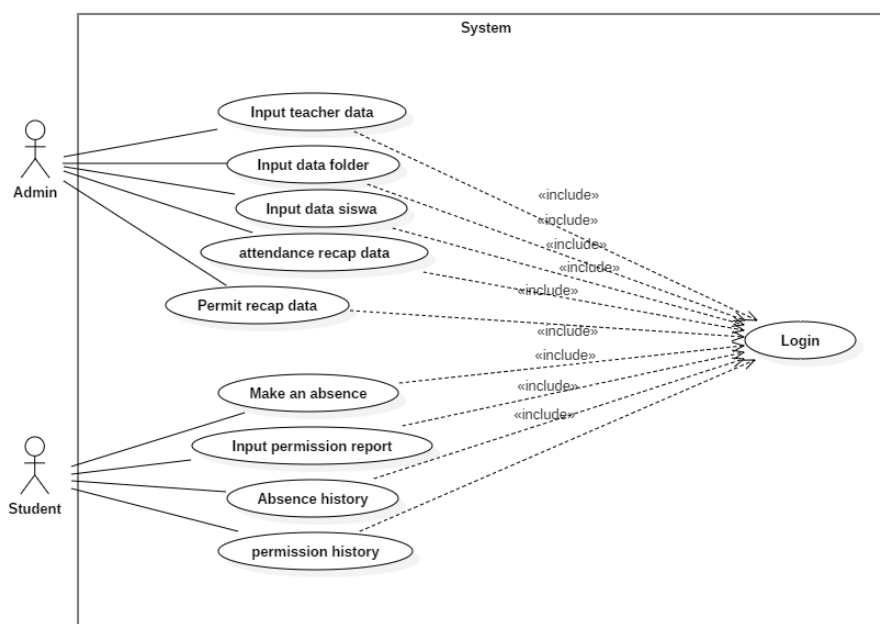 System
Input teacher data
Admin
Input data folder
Input data siswa
attendance recap data
Permit recap data
«include»
«include»
«include»
«include»
«include»
«include»
«include»
«include»
«include»
Login
Make an absence
Input permission report
Student
Absence history
permission history